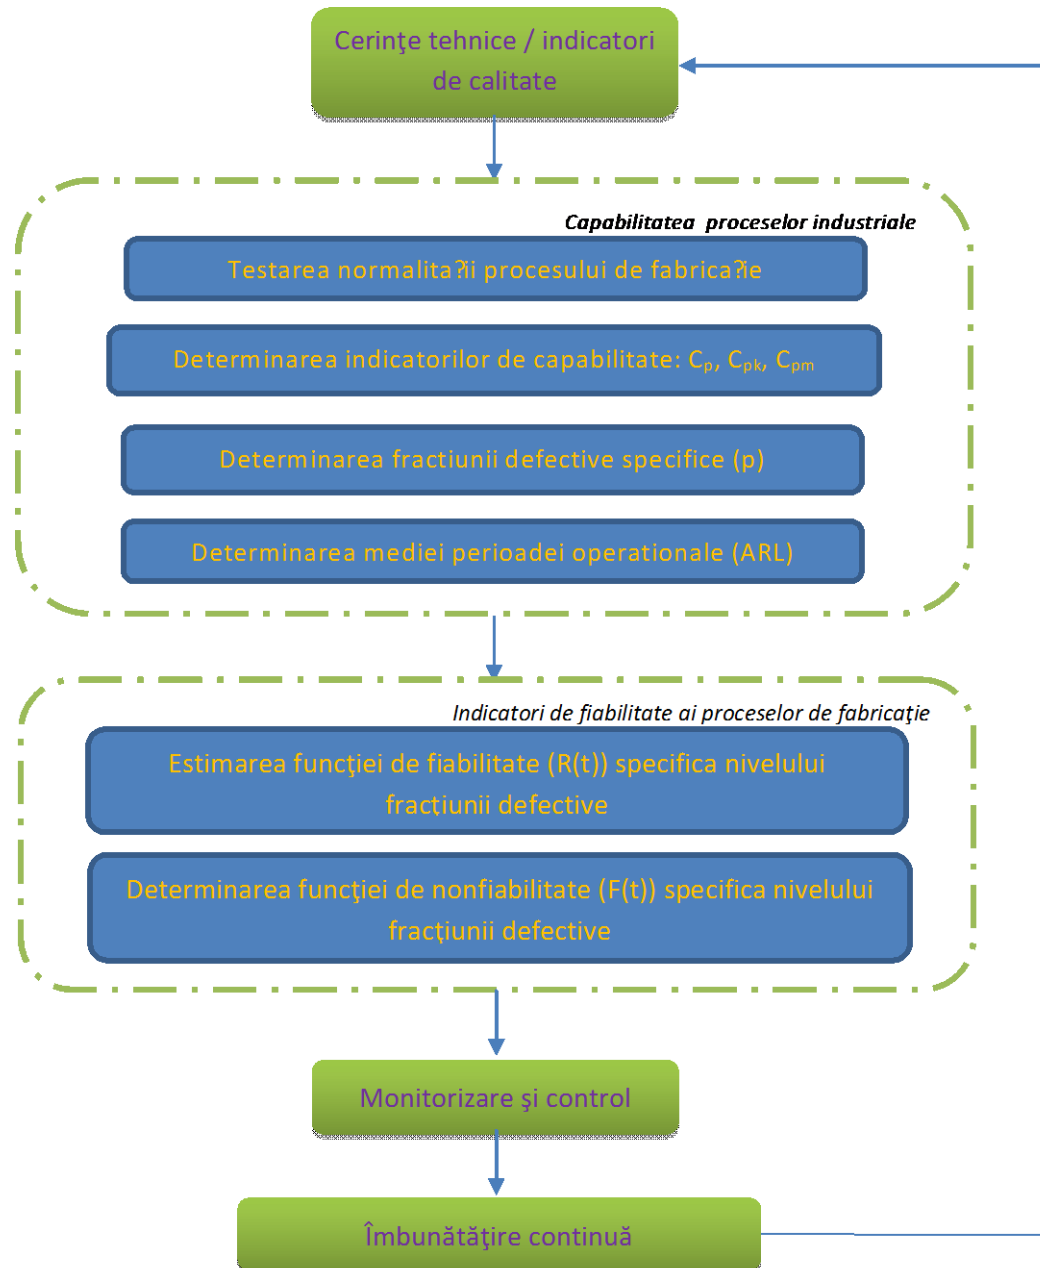 Cerinţe tehnice / indicatori
de calitate
Capabilitatea proceselor industriale
Testarea normalita?ii procesului de fabrica?ie
Determinarea indicatorilor de capabilitate: Cp, Cpk, Cpm
Determinarea fractiunii defective specifice (p)
Determinarea mediei perioadei operationale (ARL)
Indicatori de fiabilitate ai proceselor de fabricaţie
Estimarea funcţiei de fiabilitate (R(t)) specifica nivelului
fracţiunii defective
Determinarea funcţiei de nonfiabilitate (F(t)) specifica nivelului
fracţiunii defective
Monitorizare şi control
Îmbunătăţire continuă